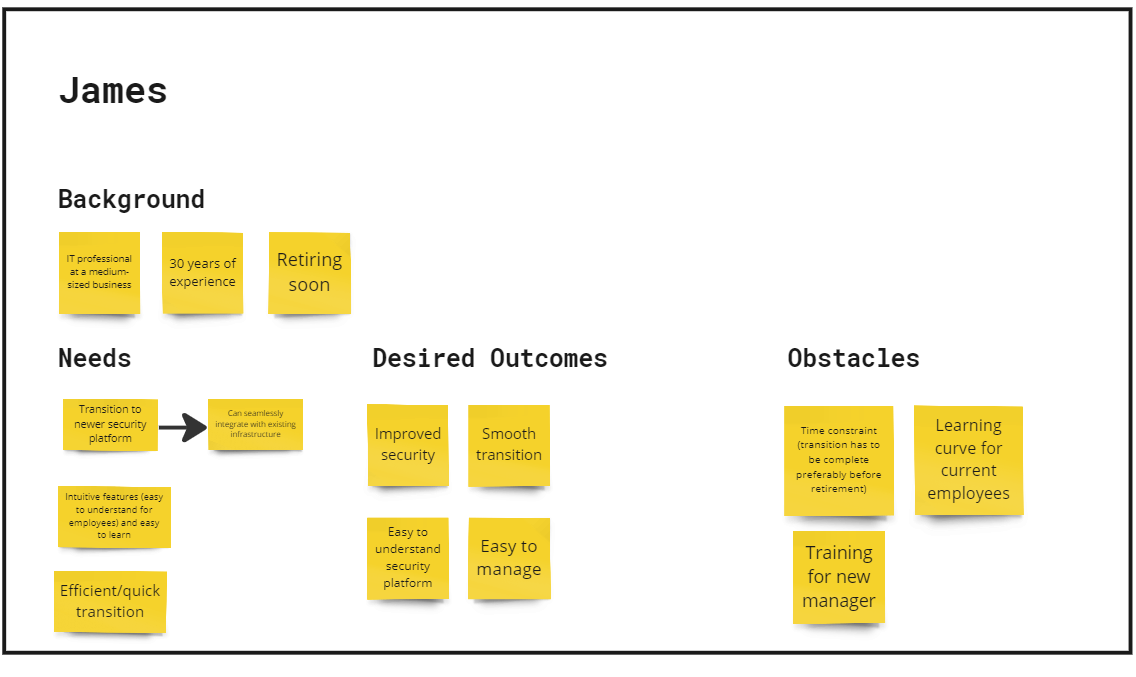 James
Background
IT professional
at a medium-
sized business
30 years of
experience
Retiring
soon
Needs
Transition to
newer security
platform
Can seamlessly
integrate with existing
infrastructure
Intuitive features (easy
to understand for
employees) and easy
to learn
Efficient/quick
transition
Desired Outcomes
Improved
security
Smooth
transition
Easy to
understand
security
platform
Easy to
manage
Obstacles
Time constraint
(transition has to
be complete
preferably before
retirement)
Learning
curve for
current
employees
Training
for new
manager